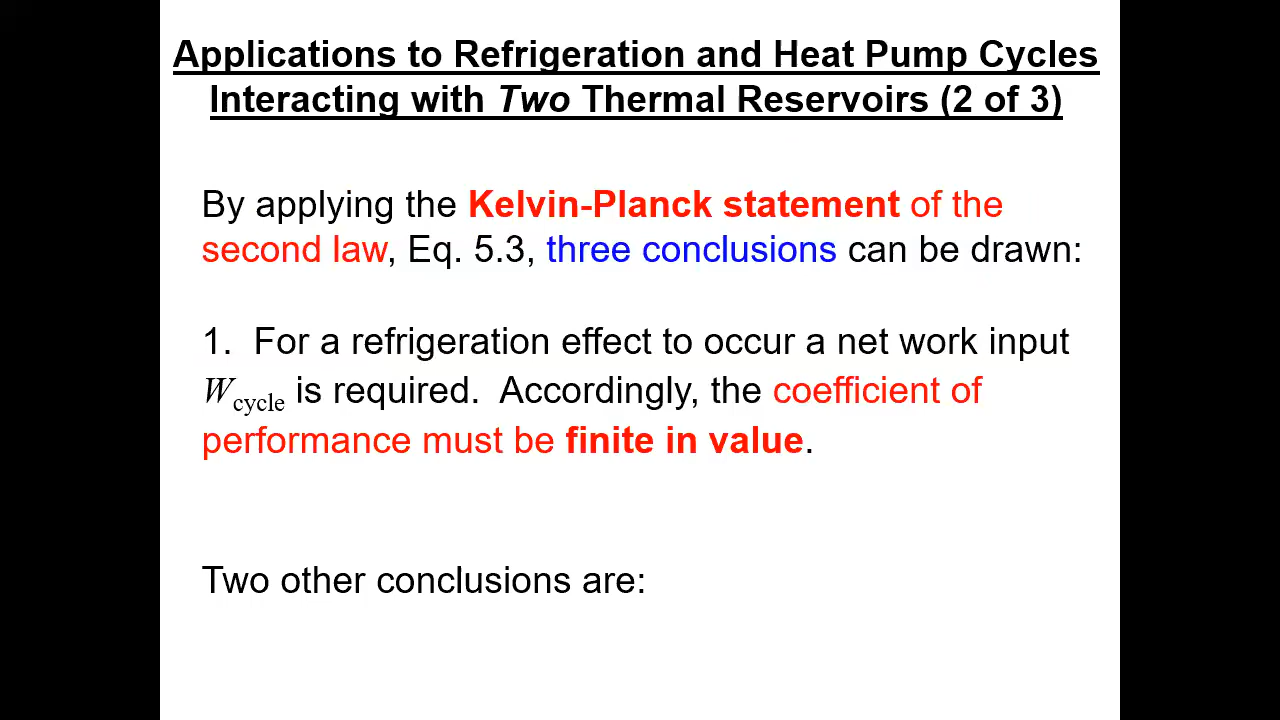 Applications to Refrigeration and Heat Pump Cycles
Interacting with Two Thermal Reservoirs (2 of 3)
By applying the Kelvin-Planck statement of the
second law, Eq. 5.3, three conclusions can be drawn:
1. For a refrigeration effect to occur a net work input
Wcycle is required. Accordingly, the coefficient of
performance must be finite in value.
Two other conclusions are: